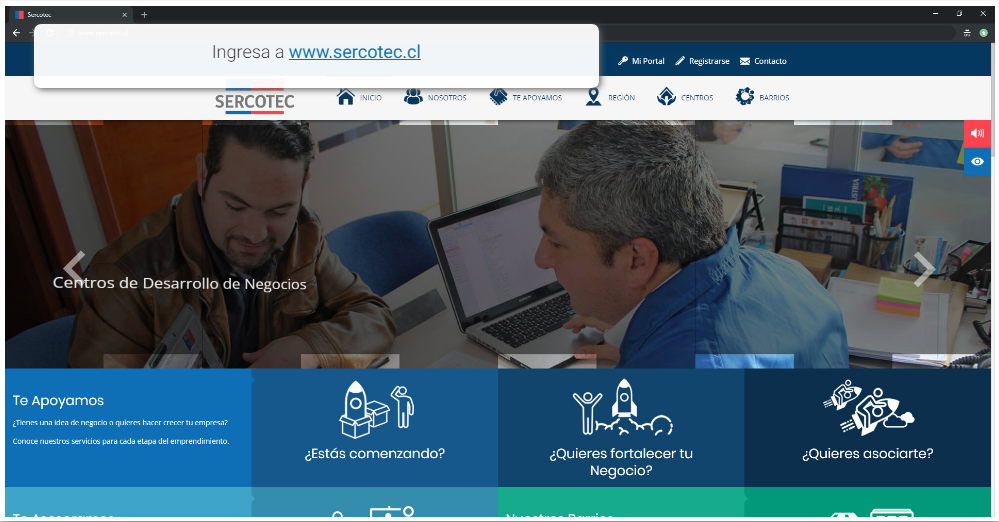 Sercotec
Ingresa a www.sercotec.cl
Mi Portal
Registrarse
Contacto
SERCOTEC
INICIO
NOSOTROS
TE APOYAMOS
REGIÓN
CENTROS
BARRIOS
Centros de Desarrollo de Negocios
Te Apoyamos
¿Tienes una idea de negocio o quieres hacer crecer tu empresa?
Conoce nuestros servicios para cada etapa del emprendimiento.
¿Estás comenzando?
¿Quieres fortalecer tu
Negocio?
¿Quieres asociarte?